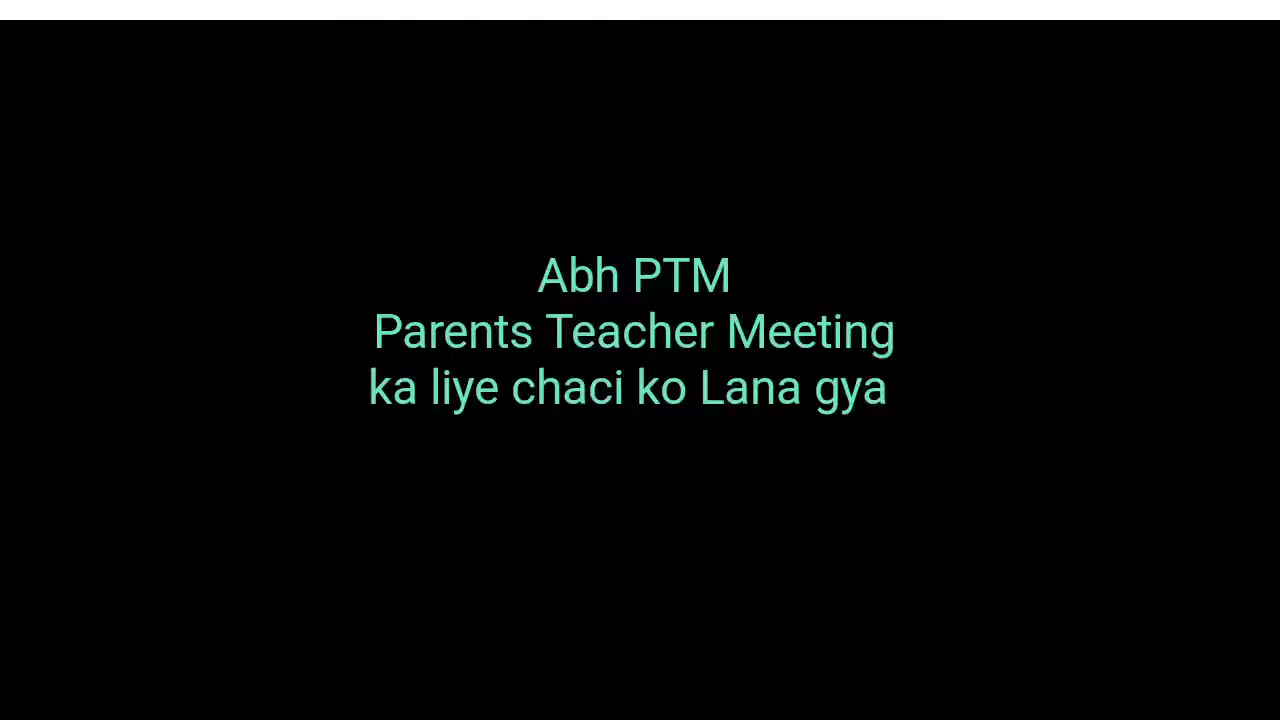 Abh PTM
Parents Teacher Meeting
ka liye chaci ko Lana gya